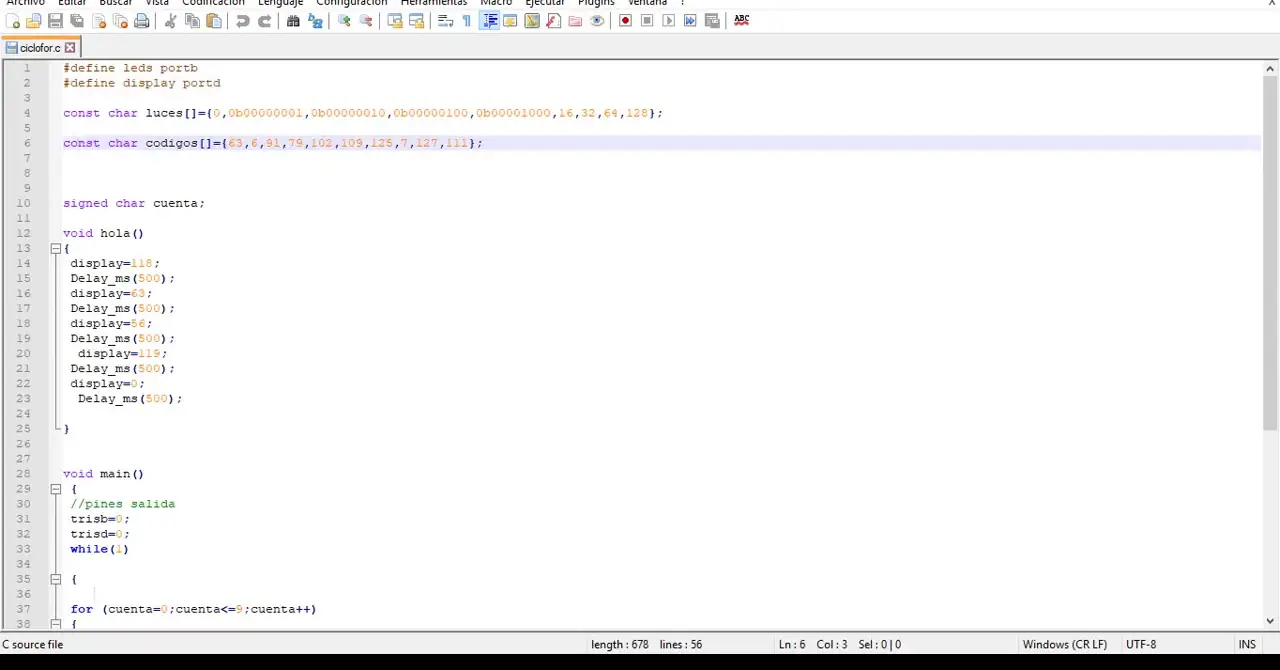 Archivo Editar Buscar Vista Codificación Lenguaje Configuración Herramientas Macro Ejecutar Plugins Ventana ? X
ABC
ciclofor.c
1 #define leds portb
2 #define display portd
3
4 const char luces[]={0,0b00000001,0b00000010,0b00000100,0b00001000,16,32,64,128};
5
6 const char codigos[]={63,6,91,79,102,109,125,7,127,111};
7
8
9
10 signed char cuenta;
11
12 void hola()
13 {
14 display=118;
15 Delay_ms(500);
16 display=63;
17 Delay_ms(500);
18 display=56;
19 Delay_ms(500);
20 display=119;
21 Delay_ms(500);
22 display=0;
23 Delay_ms(500);
24
25 }
26
27
28 void main()
29 {
30 //pines salida
31 trisb=0;
32 trisd=0;
33 while(1)
34
35 {
36
37 for (cuenta=0;cuenta<=9;cuenta++)
38 {
C source file length : 678 lines : 56 Ln : 6 Col : 3 Sel : 0 | 0 Windows (CR LF) UTF-8 INS